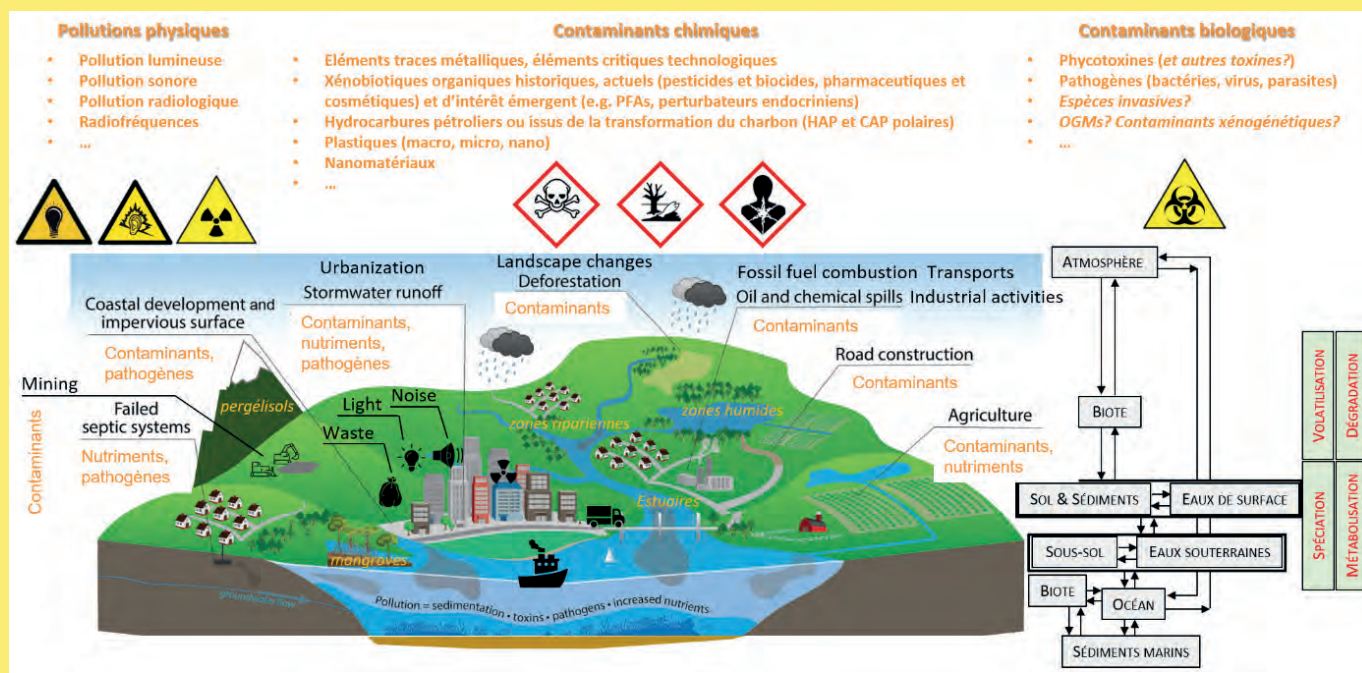 Pollutions physiques
• Pollution lumineuse
• Pollution sonore
• Pollution radiologique
• Radiofréquences
• ...
Contaminants chimiques
• Eléments traces métalliques, éléments critiques technologiques
• Xénobiotiques organiques historiques, actuels (pesticides et biocides, pharmaceutiques et
cosmétiques) et d'intérêt émergent (e.g. PFAs, perturbateurs endocriniens)
• Hydrocarbures pétroliers ou issus de la transformation du charbon (HAP et CAP polaires)
• Plastiques (macro, micro, nano)
• Nanomatériaux
• ...
Contaminants biologiques
• Phycotoxines (et autres toxines?)
• Pathogènes (bactéries, virus, parasites)
• Espèces invasives?
• OGMs? Contaminants xénogénétiques?
• ...
Coastal development and
impervious surface
Contaminants,
pathogènes
Urbanization
Stormwater runoff
Contaminants,
nutriments,
pathogènes
Landscape changes
Deforestation
Contaminants
Fossil fuel combustion Transports
Oil and chemical spills Industrial activities
Contaminants
Road construction
Contaminants
Agriculture
Contaminants,
nutriments
Mining
Contaminants
Failed
septic systems
Nutriments,
pathogènes
pergélisols
Light
Noise
Waste
zones ripariennes
zones humides
Estuaires
mangroves
groundwater flow
Pollution = sedimentation • toxins • pathogens • increased nutrients
ATMOSPHÈRE
BIOTE
SOL & SÉDIMENTS
EAUX DE SURFACE
SOUS-SOL
EAUX SOUTERRAINES
BIOTE
OCÉAN
SÉDIMENTS MARINS
VOLATILISATION
DÉGRADATION
SPÉCIATION
MÉTABOLISATION